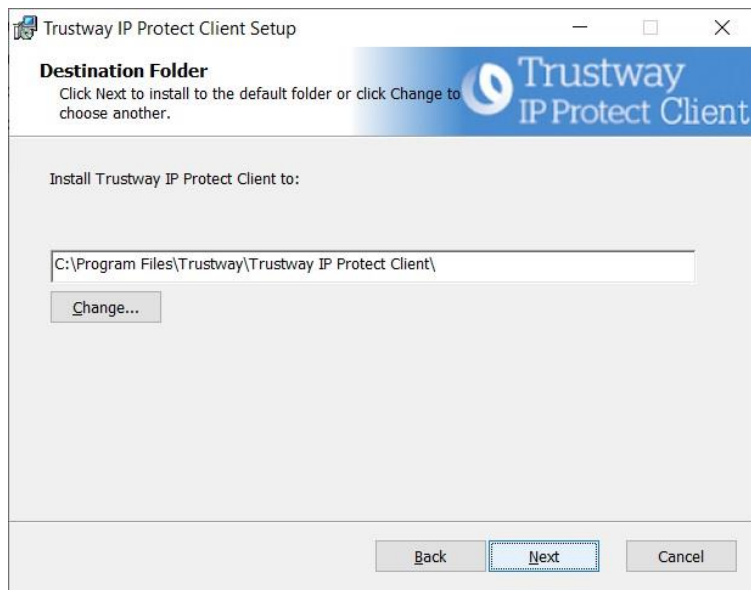 Trustway IP Protect Client Setup
Destination Folder
Click Next to install to the default folder or click Change to
choose another.
Trustway
IP Protect Client
Install Trustway IP Protect Client to:
C:\Program Files\Trustway\Trustway IP Protect Client\
Change...
Back
Next
Cancel